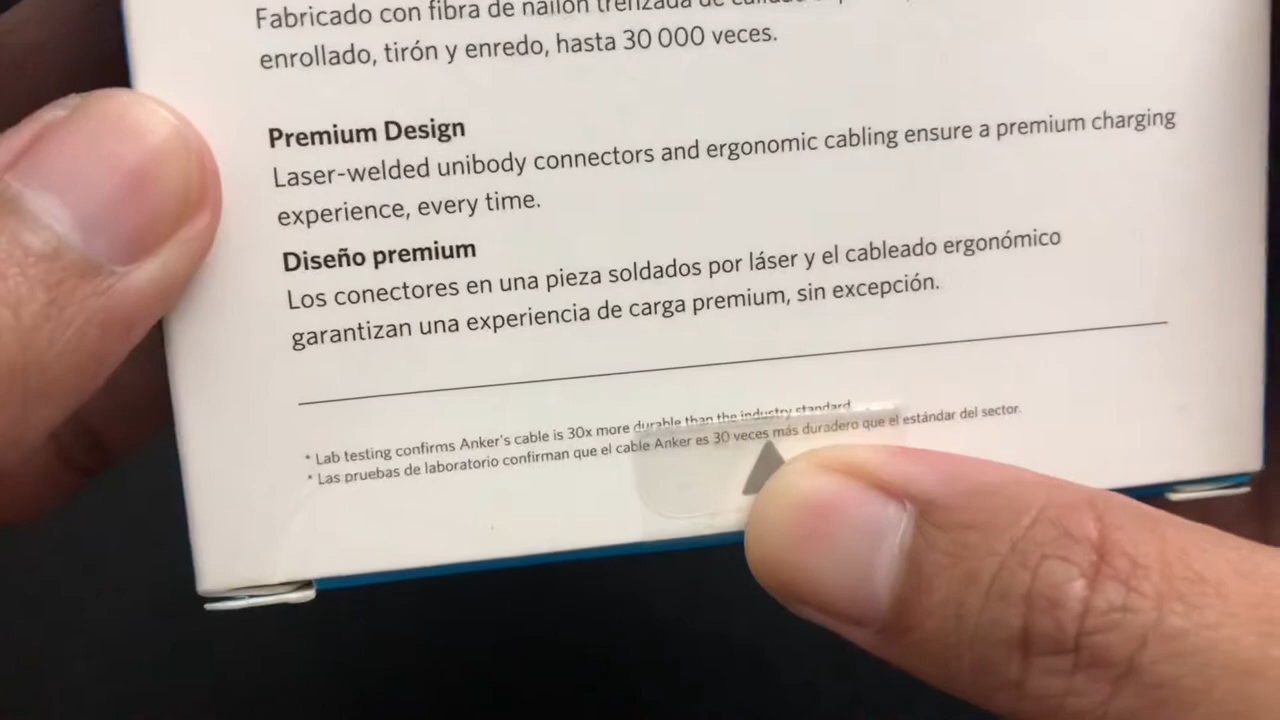 Fabricado con fibra de nailon trenzada de
enrollado, tirón y enredo, hasta 30 000 veces.
Premium Design
Laser-welded unibody connectors and ergonomic cabling ensure a premium charging
experience, every time.
Diseño premium
Los conectores en una pieza soldados por láser y el cableado ergonómico
garantizan una experiencia de carga premium, sin excepción.
* Lab testing confirms Anker's cable is 30x more durable than the industry standard
* Las pruebas de laboratorio confirman que el cable Anker es 30 veces más duradero que el estándar del sector.